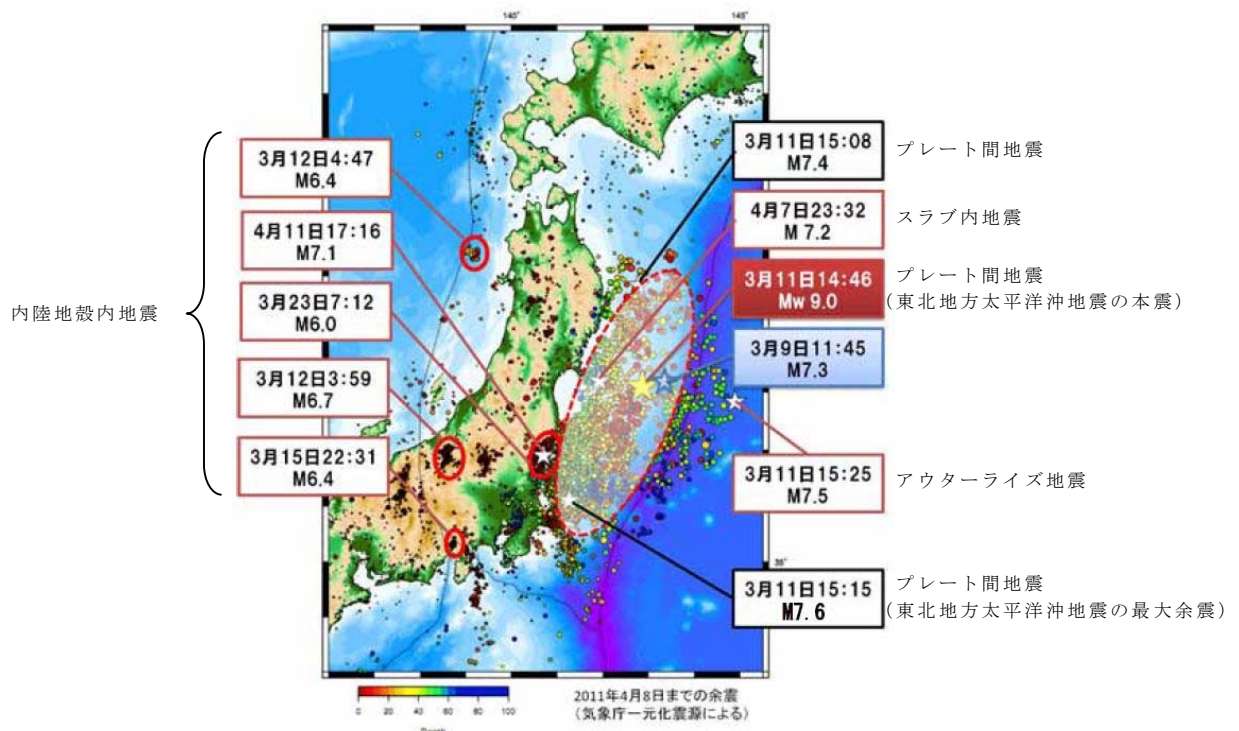 140°
145°
内陸地殻内地震
3月12日4:47
M6.4
4月11日17:16
M7.1
3月23日7:12
M6.0
3月12日3:59
M6.7
3月15日22:31
M6.4
3月11日15:08
M7.4
プレート間地震
4月7日23:32
M 7.2
スラブ内地震
3月11日14:46
Mw 9.0
プレート間地震
(東北地方太平洋沖地震の本震)
3月9日11:45
M7.3
3月11日15:25
M7.5
アウターライズ地震
35°
3月11日15:15
M7.6
プレート間地震
(東北地方太平洋沖地震の最大余震)
0 20 40 60 80 100
2011年4月8日までの余震
(気象庁一元化震源による)